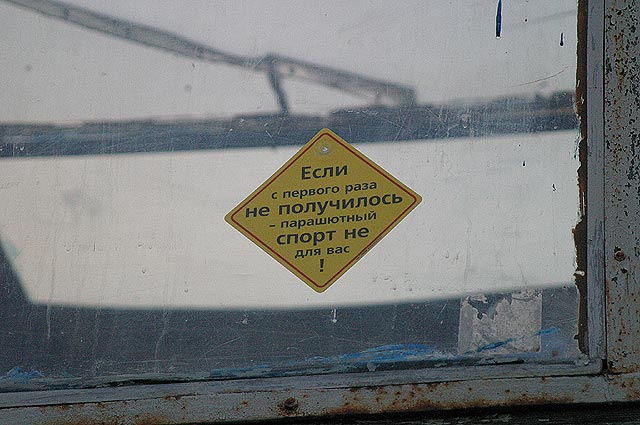 Если
с первого раза
не получилось
– парашютный
спорт не
для вас
!